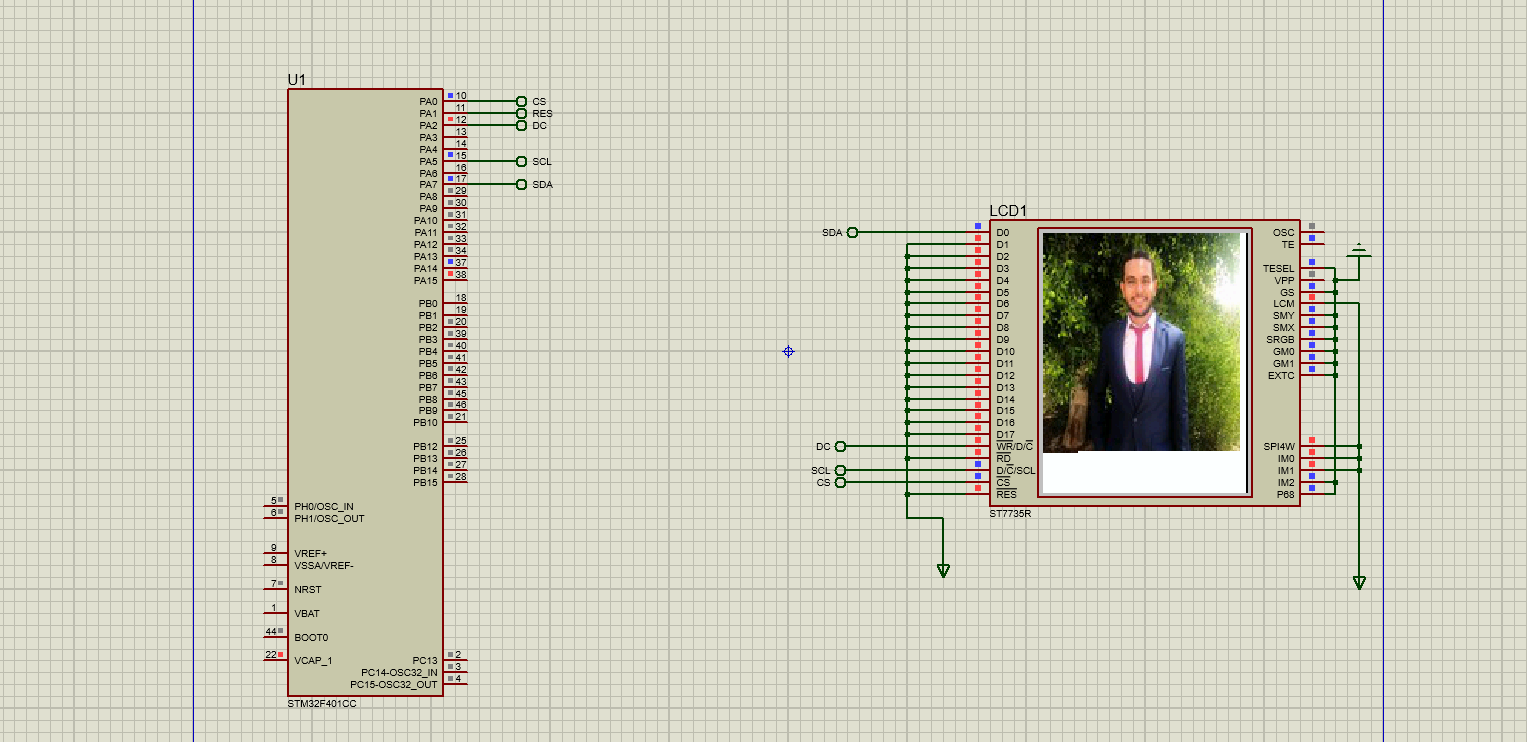 U1
PA0 10 CS
PA1 11 RES
PA2 12 DC
PA3 13
PA4 14
PA5 15 SCL
PA6 16
PA7 17 SDA
PA8 29
PA9 30
PA10 31
PA11 32
PA12 33
PA13 34
PA14 37
PA15 38
PB0 18
PB1 19
PB2 20
PB3 39
PB4 40
PB5 41
PB6 42
PB7 43
PB8 45
PB9 46
PB10 21
PB12 25
PB13 26
PB14 27
PB15 28
5 PH0/OSC_IN
6 PH1/OSC_OUT
9 VREF+
8 VSSA/VREF-
7 NRST
1 VBAT
44 BOOT0
22 VCAP_1
PC13 2
PC14-OSC32_IN 3
PC15-OSC32_OUT 4
STM32F401CC
LCD1
SDA D0
D1
D2
D3
D4
D5
D6
D7
D8
D9
D10
D11
D12
D13
D14
D15
D16
D17
DC WR/D/C
RD
SCL D/C/SCL
CS CS
RES
OSC
TE
TESEL
VPP
GS
LCM
SMY
SMX
SRGB
GM0
GM1
EXTC
SPI4W
IM0
IM1
IM2
P68
ST7735R